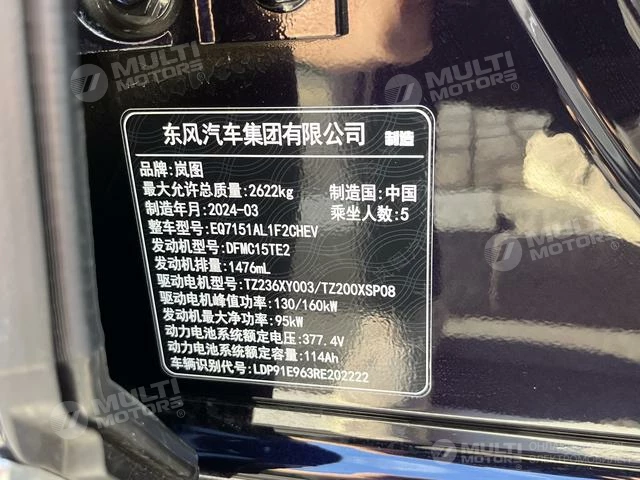 MULTI
MOTORS
MULTI
MOTORS
东风汽车集团有限公司 制造
品牌:岚图
最大允许总质量:2622kg 制造国:中国
制造年月:2024-03 乘坐人数:5
整车型号:EQ7151AL1F2CHEV
发动机型号:DFMC15TE2
发动机排量:1476mL
驱动电机型号:TZ236XY003/TZ200XSP08
驱动电机峰值功率:130/160kW
发动机最大净功率:95kW
动力电池系统额定电压:377.4V
动力电池系统额定容量:114Ah
车辆识别代号:LDP91E963RE202222
MULTI
MOTORS
MULTI
MOTORS